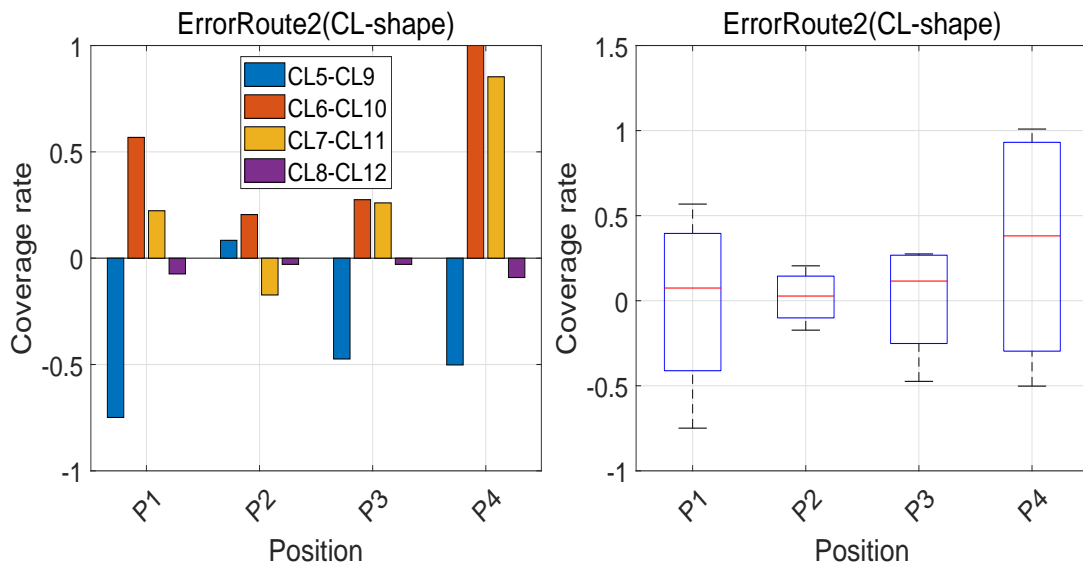 ErrorRoute2(CL-shape)
1
0.5
0
-0.5
-1
Coverage rate
CL5-CL9
CL6-CL10
CL7-CL11
CL8-CL12
P1
P2
P3
P4
Position
ErrorRoute2(CL-shape)
1.5
1
0.5
0
-0.5
-1
Coverage rate
P1
P2
P3
P4
Position